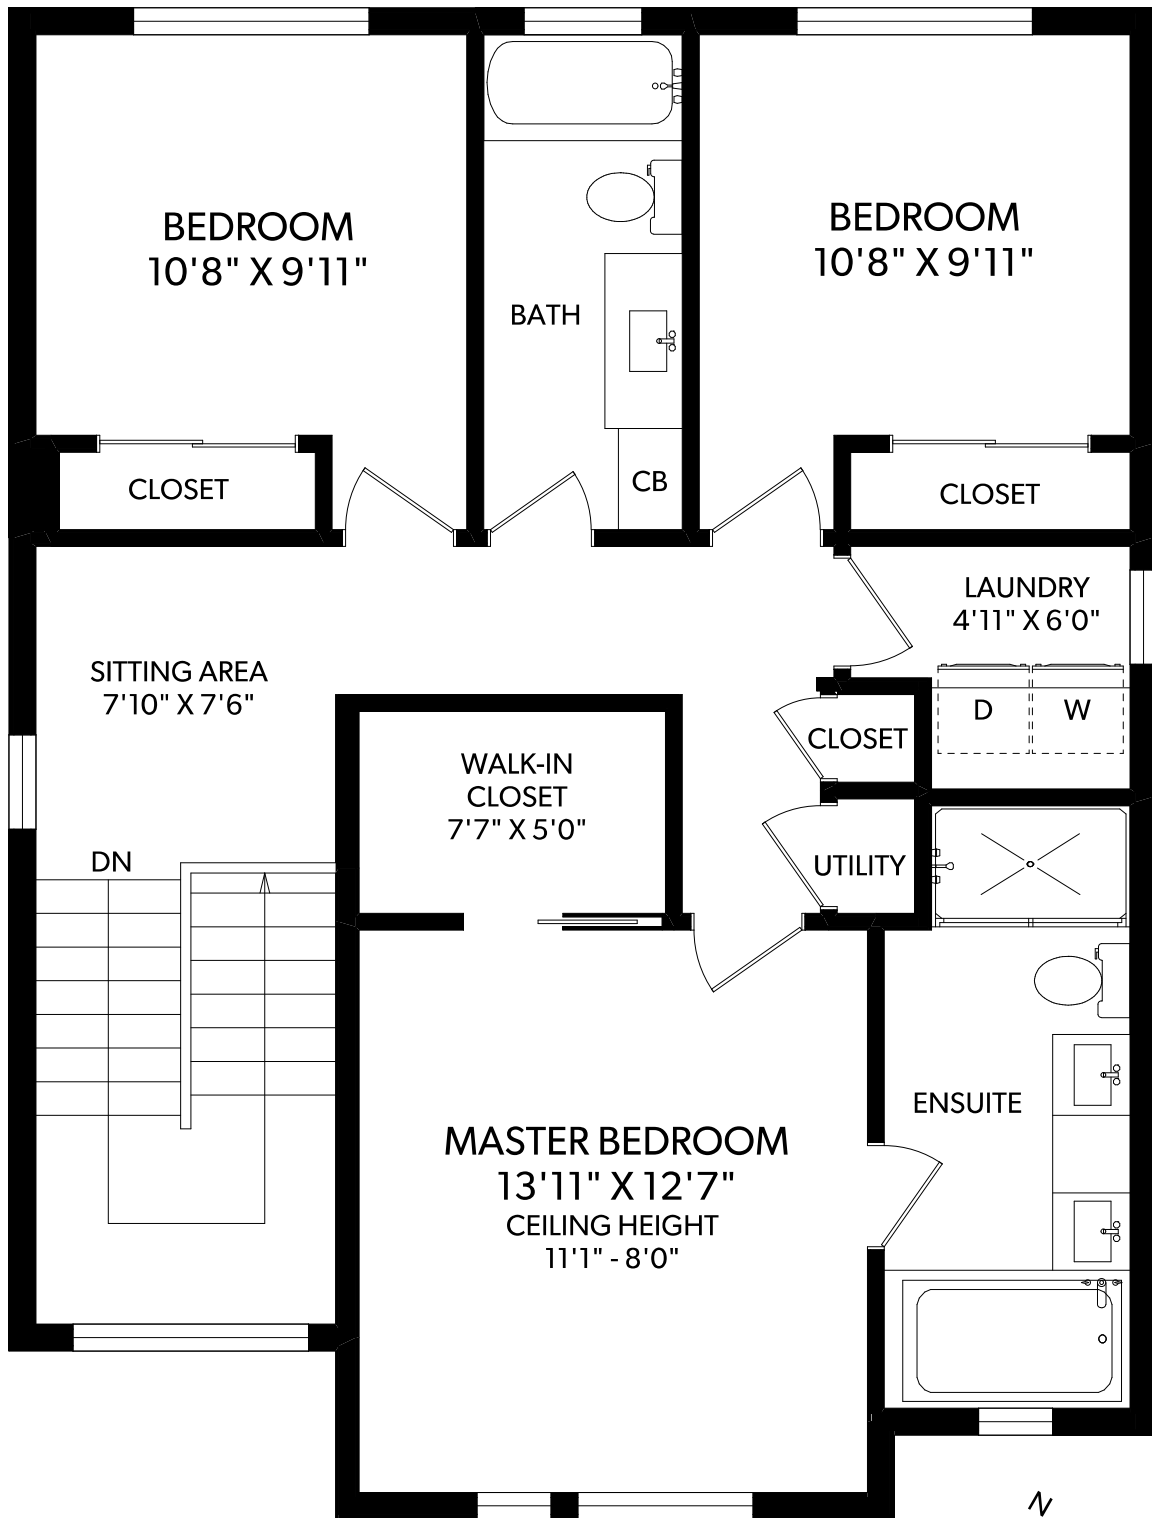 BEDROOM
10'8" X 9'11"
BEDROOM
10'8" X 9'11"
BATH
CLOSET
CB
CLOSET
LAUNDRY
4'11" X 6'0"
SITTING AREA
7'10" X 7'6"
D
W
CLOSET
WALK-IN
CLOSET
7'7" X 5'0"
DN
UTILITY
ENSUITE
MASTER BEDROOM
13'11" X 12'7"
CEILING HEIGHT
11'1" - 8'0"
N